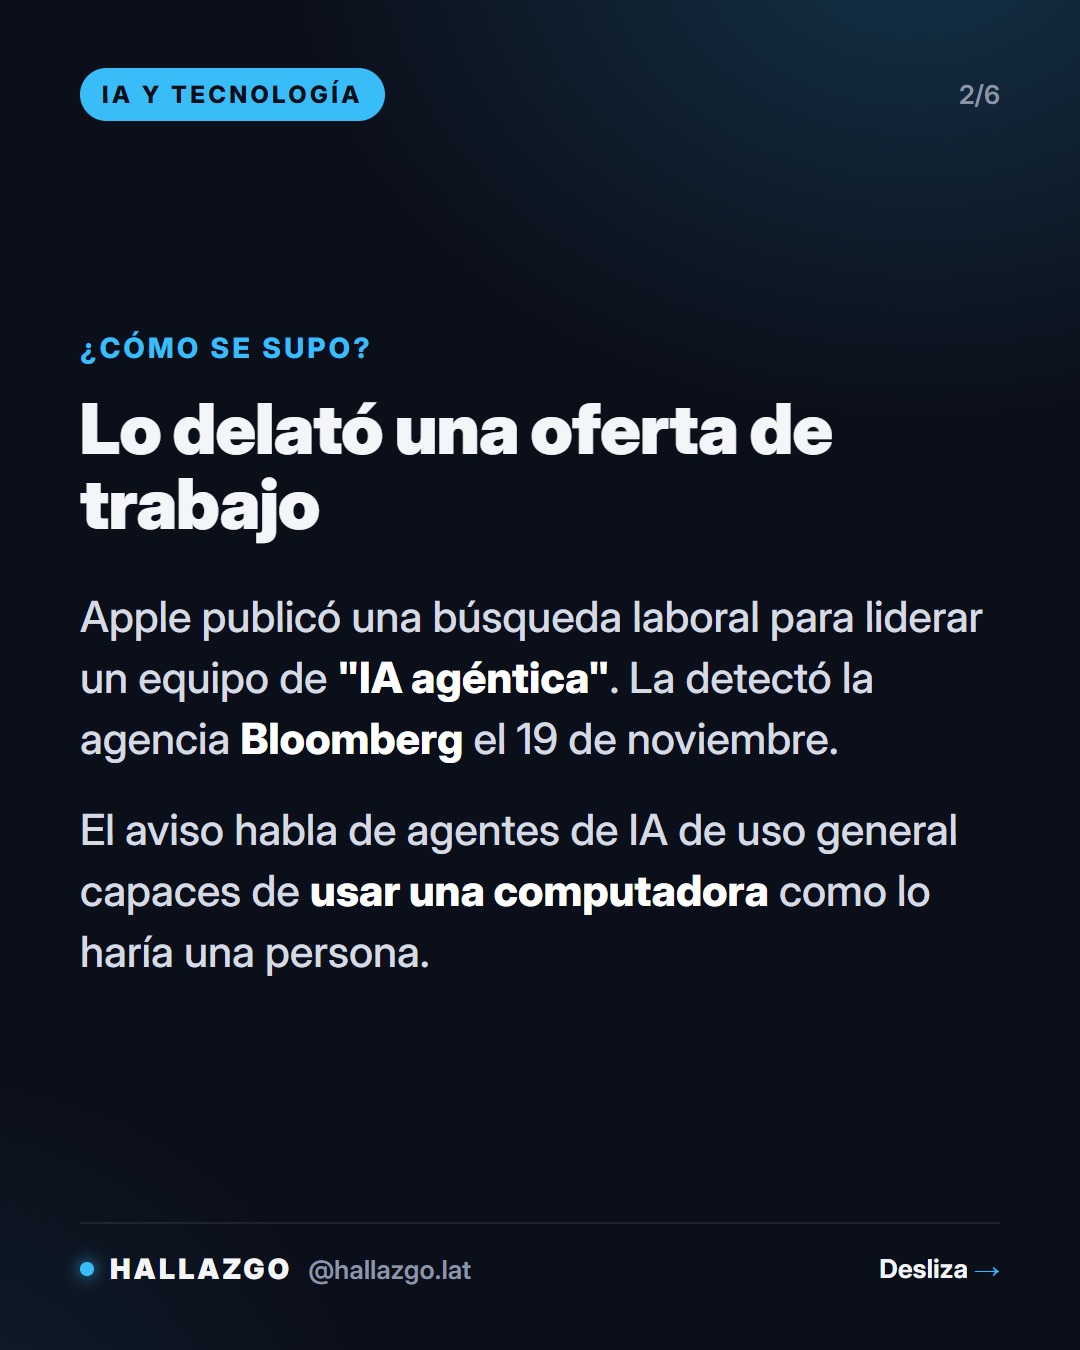 IA Y TECNOLOGÍA
2/6
¿CÓMO SE SUPO?
Lo delató una oferta de
trabajo
Apple publicó una búsqueda laboral para liderar
un equipo de "IA agéntica". La detectó la
agencia Bloomberg el 19 de noviembre.
El aviso habla de agentes de IA de uso general
capaces de usar una computadora como lo
haría una persona.
HALLAZGO @hallazgo.lat
Desliza →